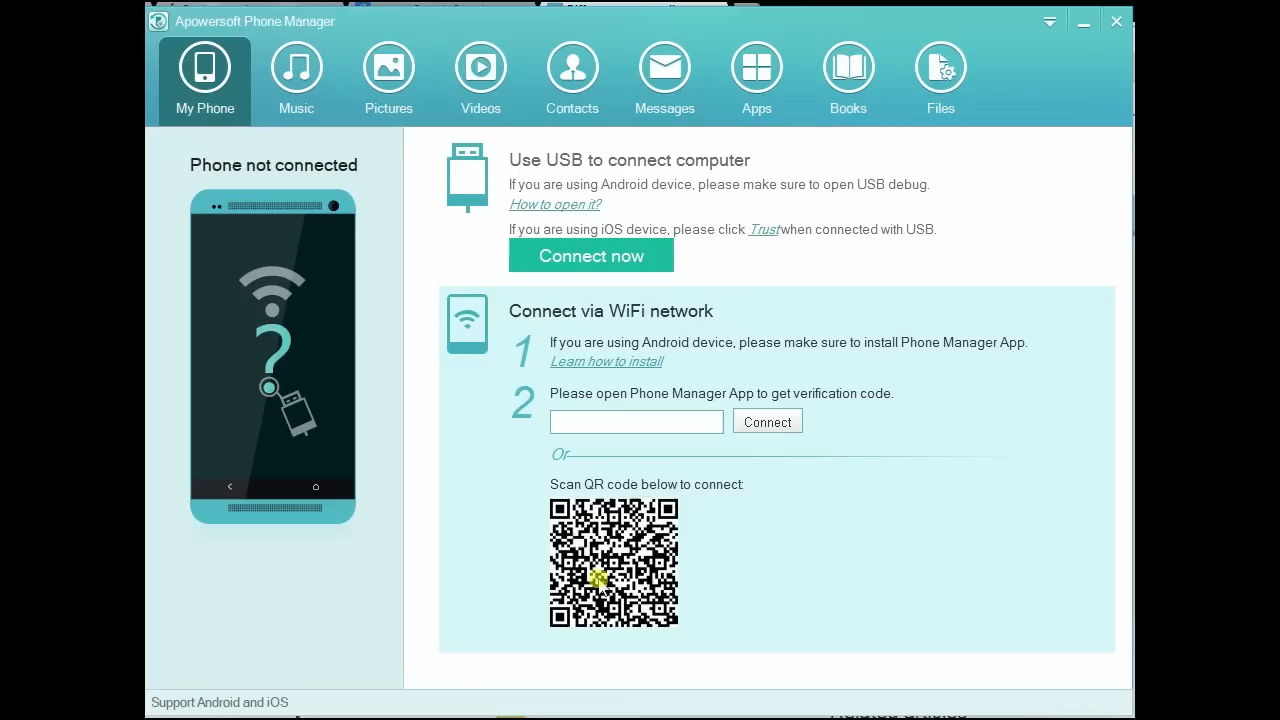 Apowersoft Phone Manager
My Phone
Music
Pictures
Videos
Contacts
Messages
Apps
Books
Files
Phone not connected
Use USB to connect computer
If you are using Android device, please make sure to open USB debug.
How to open it?
If you are using iOS device, please click Trust when connected with USB.
Connect now
Connect via WiFi network
1 If you are using Android device, please make sure to install Phone Manager App.
Learn how to install
2 Please open Phone Manager App to get verification code.
Connect
Or
Scan QR code below to connect:
Support Android and iOS
Related articles